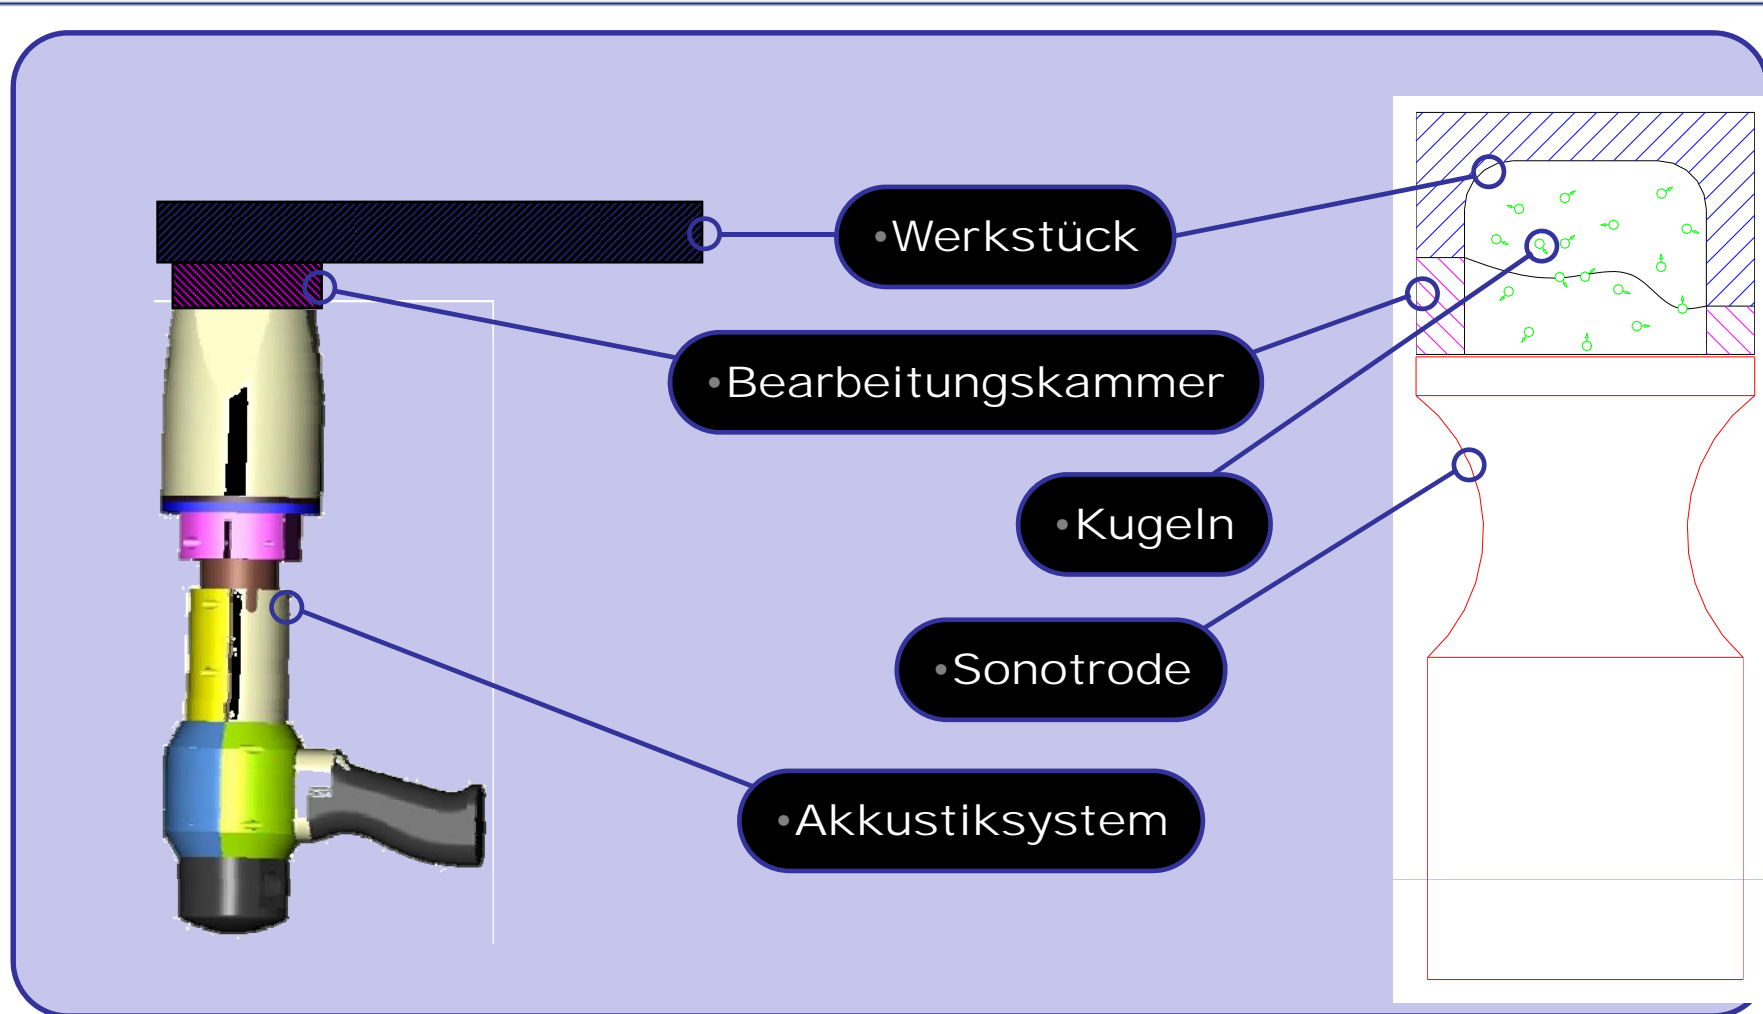 •Werkstück
•Bearbeitungskammer
•Kugeln
•Sonotrode
•Akkustiksystem